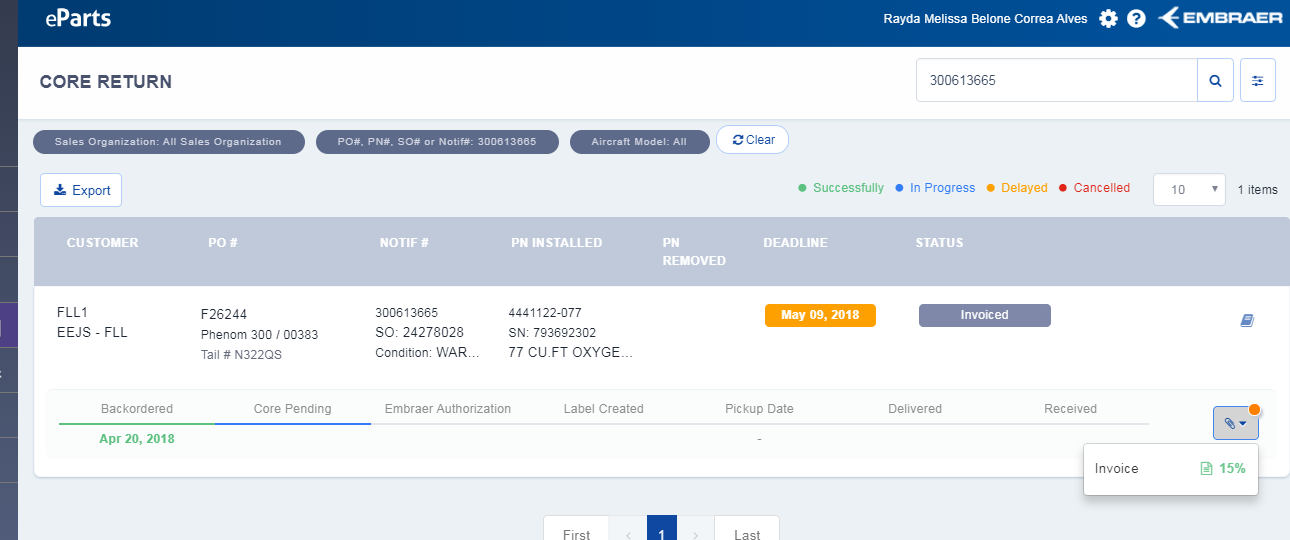 eParts
Rayda Melissa Belone Correa Alves
EMBRAER
CORE RETURN
300613665
Sales Organization: All Sales Organization
PO#, PN#, SO# or Notif#: 300613665
Aircraft Model: All
Clear
Export
Successfully
In Progress
Delayed
Cancelled
10
1 items
CUSTOMER
PO #
NOTIF #
PN INSTALLED
PN
REMOVED
DEADLINE
STATUS
FLL1
EEJS - FLL
F26244
Phenom 300 / 00383
Tail # N322QS
300613665
SO: 24278028
Condition: WAR...
4441122-077
SN: 793692302
77 CU.FT OXYGE...
May 09, 2018
Invoiced
Backordered
Core Pending
Embraer Authorization
Label Created
Pickup Date
Delivered
Received
Apr 20, 2018
-
Invoice
15%
First
‹
1
›
Last